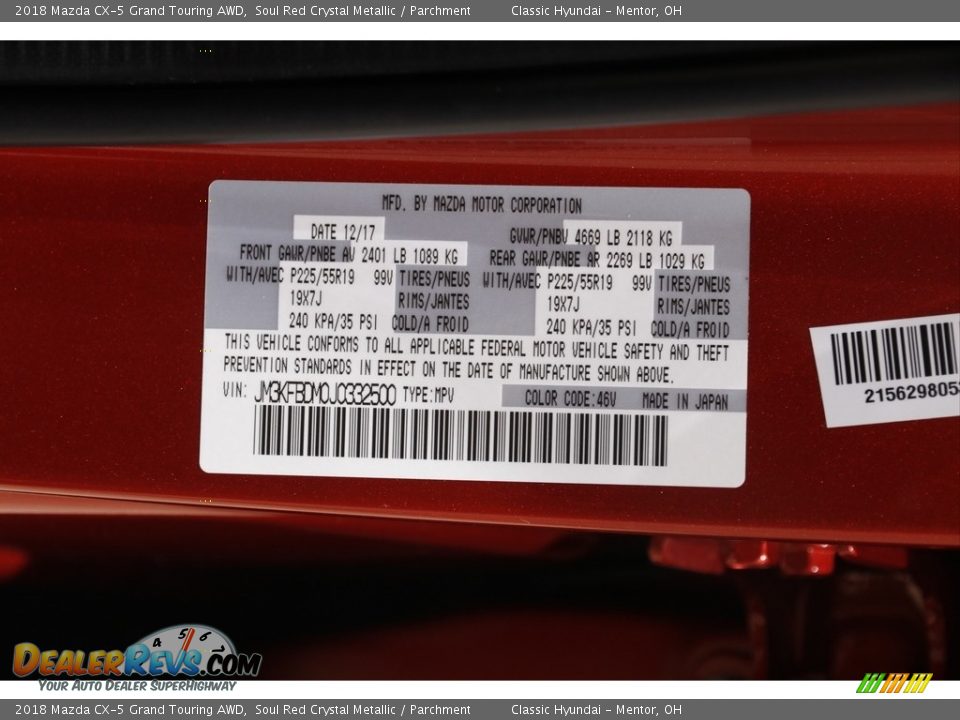 2018 Mazda CX-5 Grand Touring AWD, Soul Red Crystal Metallic / Parchment Classic Hyundai - Mentor, OH
MFD. BY MAZDA MOTOR CORPORATION
DATE 12/17 GVWR/PNBV 4669 LB 2118 KG
FRONT GAWR/PNBE AV 2401 LB 1089 KG REAR GAWR/PNBE AR 2269 LB 1029 KG
WITH/AVEC P225/55R19 99V TIRES/PNEUS WITH/AVEC P225/55R19 99V TIRES/PNEUS
19X7J RIMS/JANTES 19X7J RIMS/JANTES
240 KPA/35 PSI COLD/A FROID 240 KPA/35 PSI COLD/A FROID
THIS VEHICLE CONFORMS TO ALL APPLICABLE FEDERAL MOTOR VEHICLE SAFETY AND THEFT
PREVENTION STANDARDS IN EFFECT ON THE DATE OF MANUFACTURE SHOWN ABOVE.
VIN: JM3KFBDM0J0332500 TYPE:MPV COLOR CODE:46V MADE IN JAPAN
215629805
4 5 6
DEALERREVS.COM
YOUR AUTO DEALER SUPERHIGHWAY
2018 Mazda CX-5 Grand Touring AWD, Soul Red Crystal Metallic / Parchment Classic Hyundai - Mentor, OH